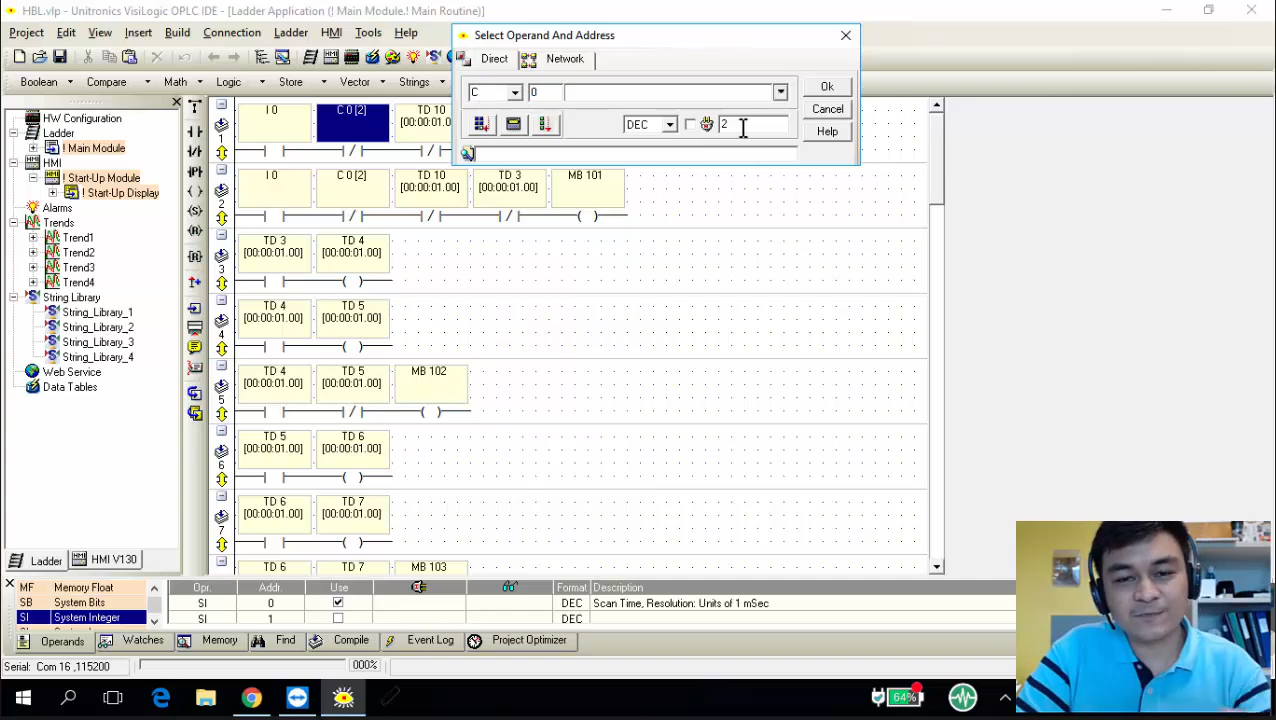 HBL.vlp - Unitronics VisiLogic OPLC IDE - [Ladder Application (! Main Module.! Main Routine)]
Project Edit View Insert Build Connection Ladder HMI Tools Help
Boolean Compare Math Logic Store Vector Strings
Select Operand And Address
Direct Network
C 0 Ok
DEC 2 Cancel
Help
HW Configuration
Ladder
! Main Module
HMI
! Start-Up Module
! Start-Up Display
Alarms
Trends
Trend1
Trend2
Trend3
Trend4
String Library
String_Library_1
String_Library_2
String_Library_3
String_Library_4
Web Service
Data Tables
Ladder HMI V130
I 0 C 0 [2] TD 10
[00:00:01.00]
2
I 0 C 0 [2] TD 10 TD 3 MB 101
[00:00:01.00] [00:00:01.00]
3
TD 3 TD 4
[00:00:01.00] [00:00:01.00]
4
TD 4 TD 5
[00:00:01.00] [00:00:01.00]
5
TD 4 TD 5 MB 102
[00:00:01.00] [00:00:01.00]
6
TD 5 TD 6
[00:00:01.00] [00:00:01.00]
7
TD 6 TD 7
[00:00:01.00] [00:00:01.00]
TD 6 TD 7 MB 103
MF Memory Float
SB System Bits
SI System Integer
Opr. Addr. Use Format Description
SI 0 DEC Scan Time, Resolution: Units of 1 mSec
SI 1 DEC
Operands Watches Memory Find Compile Event Log Project Optimizer
Serial: Com 16 ,115200 000%
64%